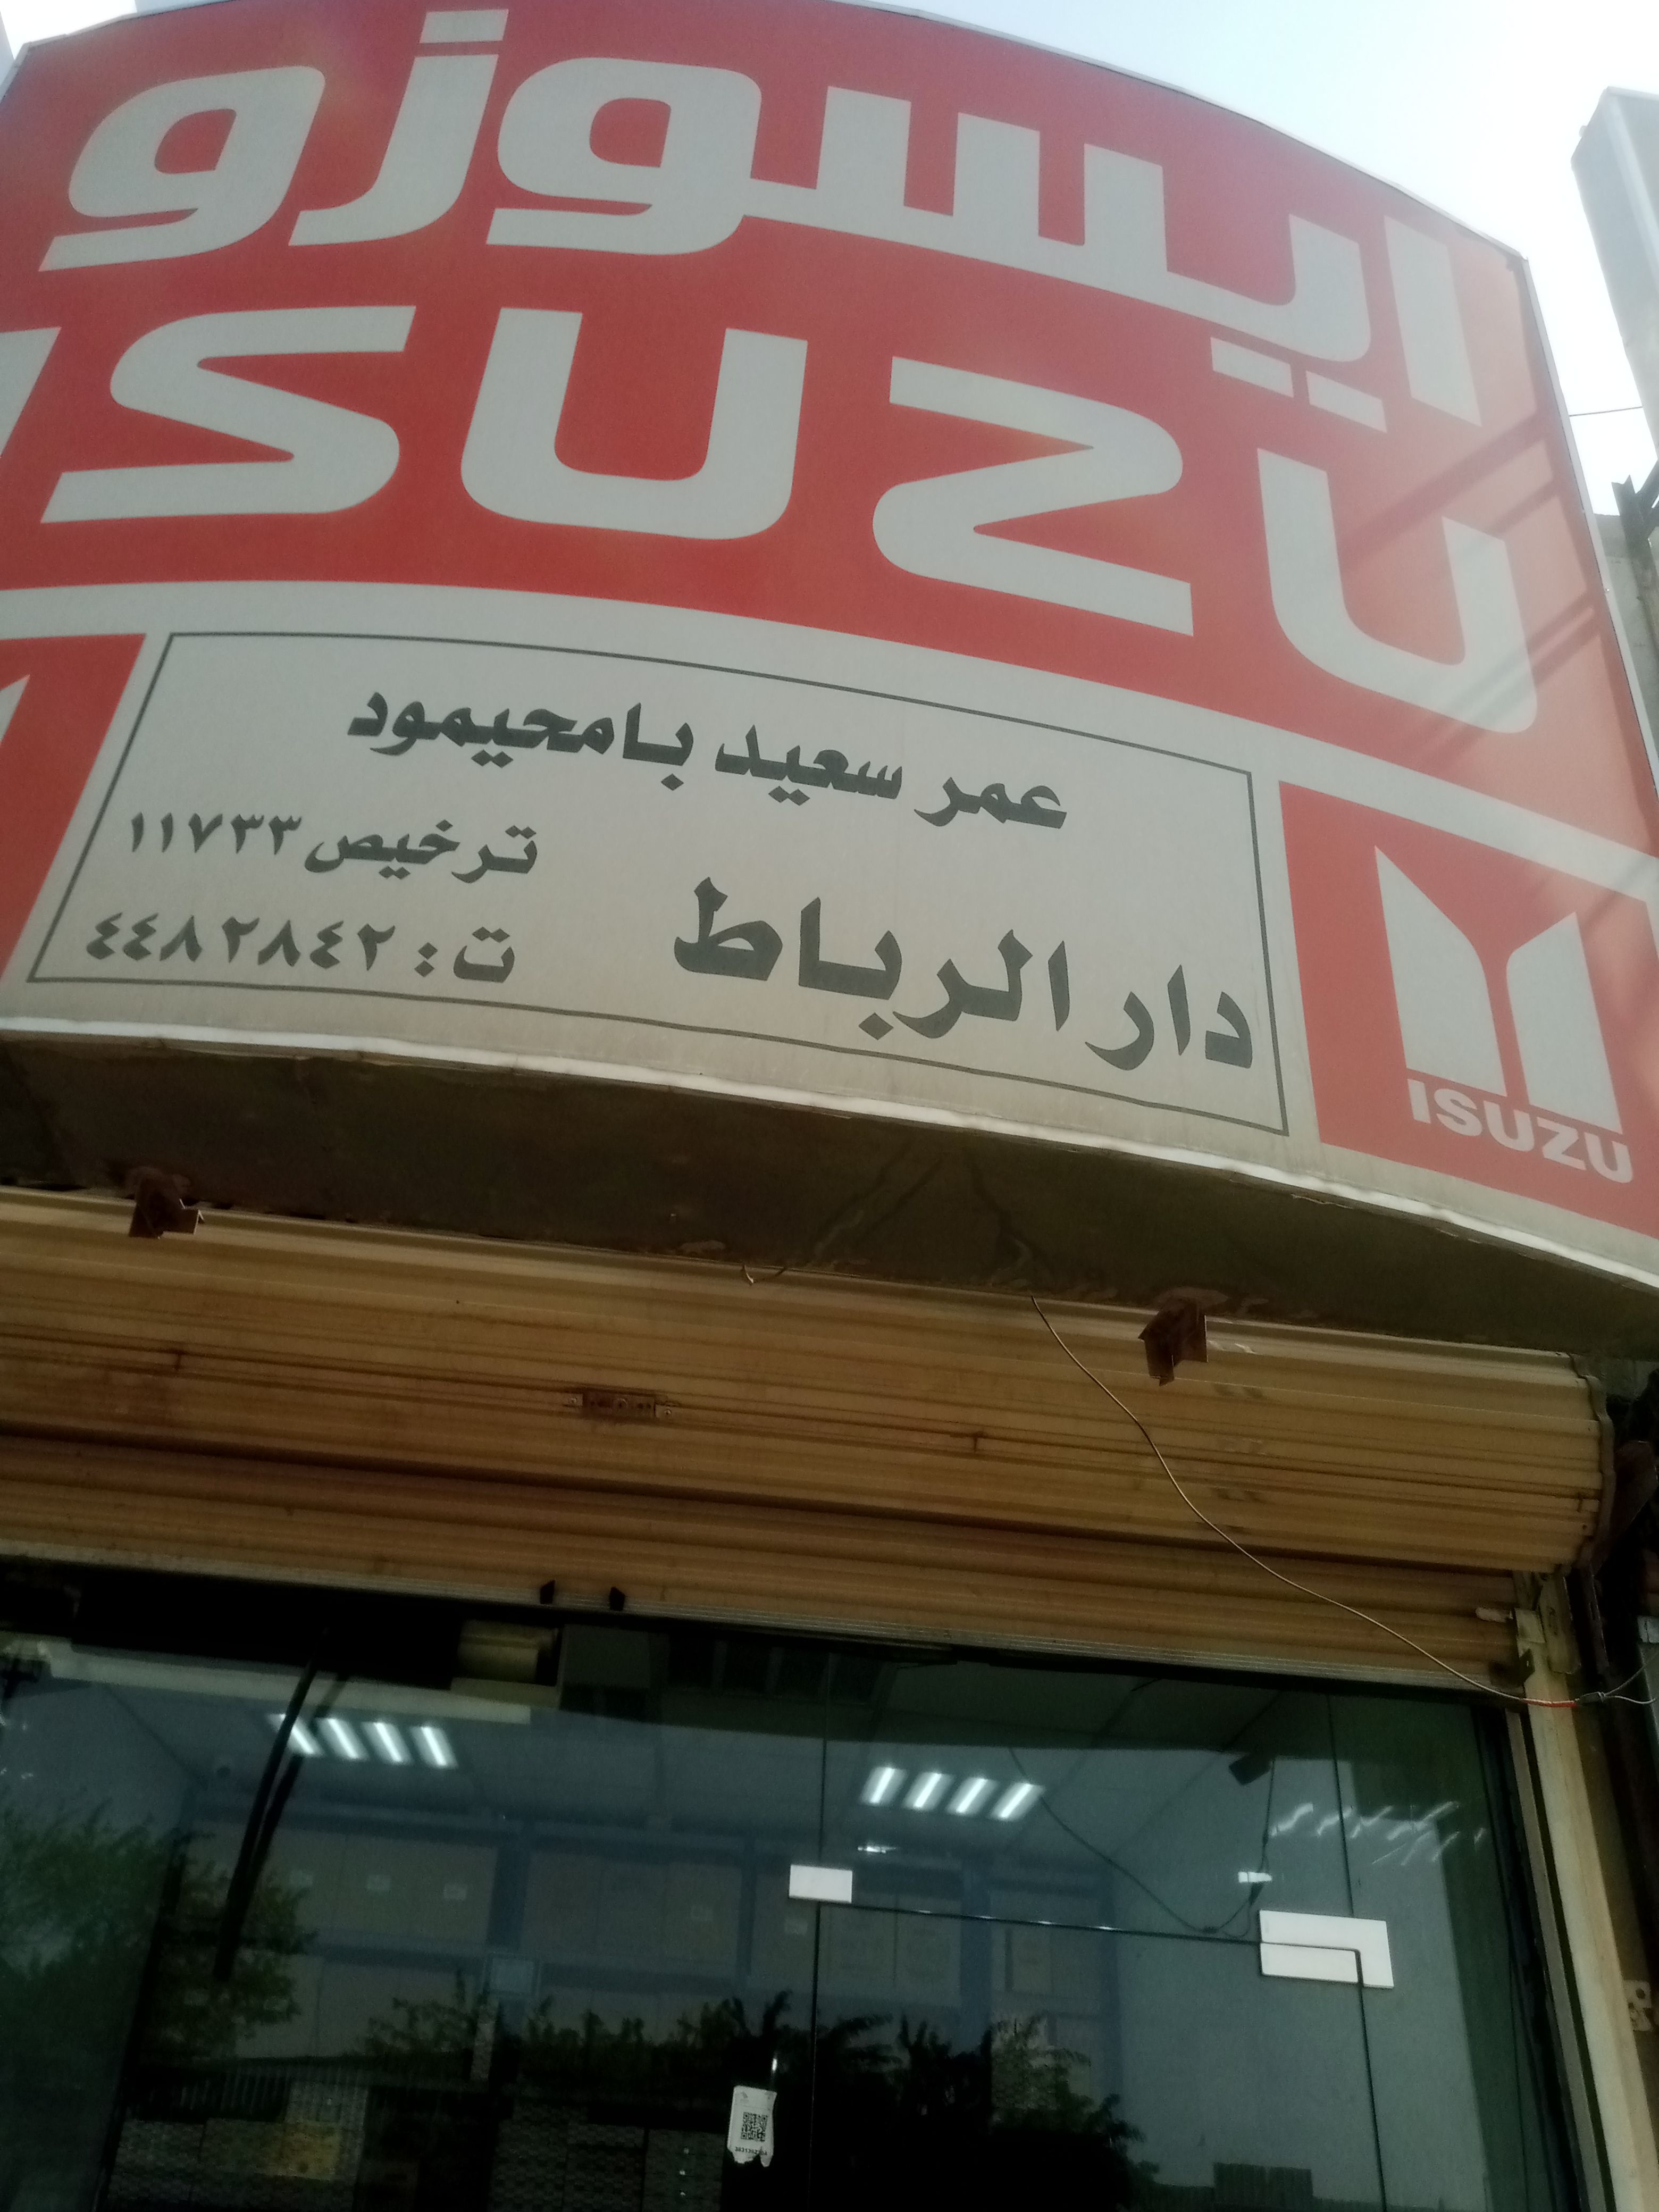 ايسوزو
ISUZU
عمر سعيد بامحيمود
دار الرباط
ترخيص ١١٧٣٣
ت : ٤٤٨٢٨٤٢
ISUZU